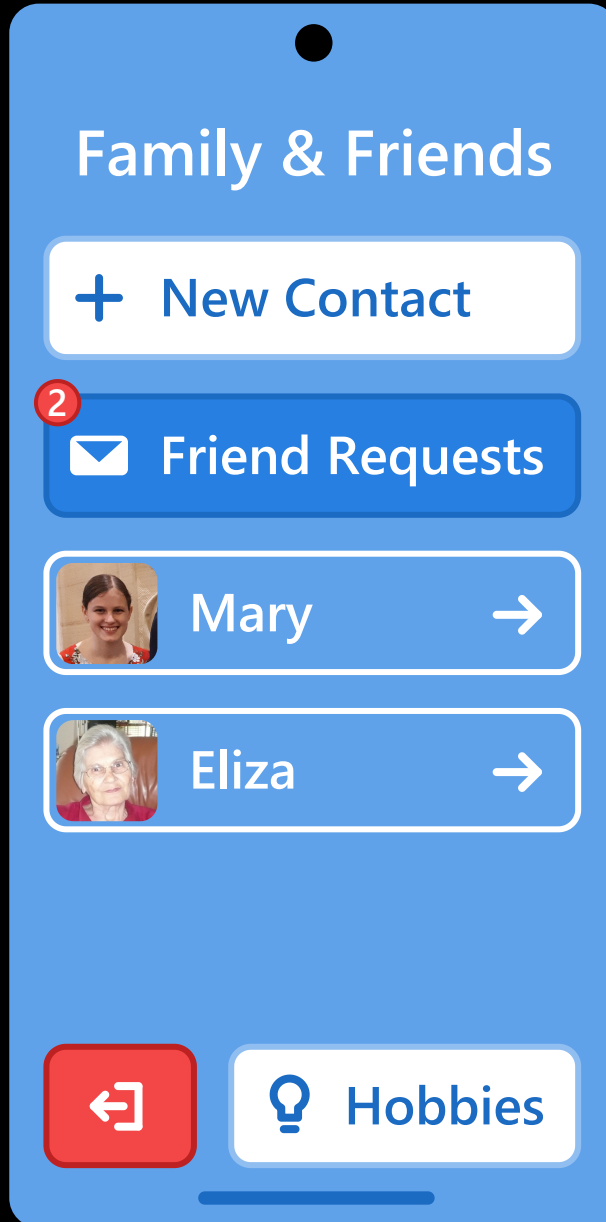 Family & Friends
New Contact
2
Friend Requests
Mary
Eliza
Hobbies